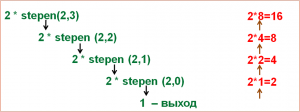 2 * stepen(2,3)
2*8=16
2 * stepen (2,2)
2*4=8
2 * stepen (2,1)
2*2=4
2 * stepen (2,0)
2*1=2
1 – выход